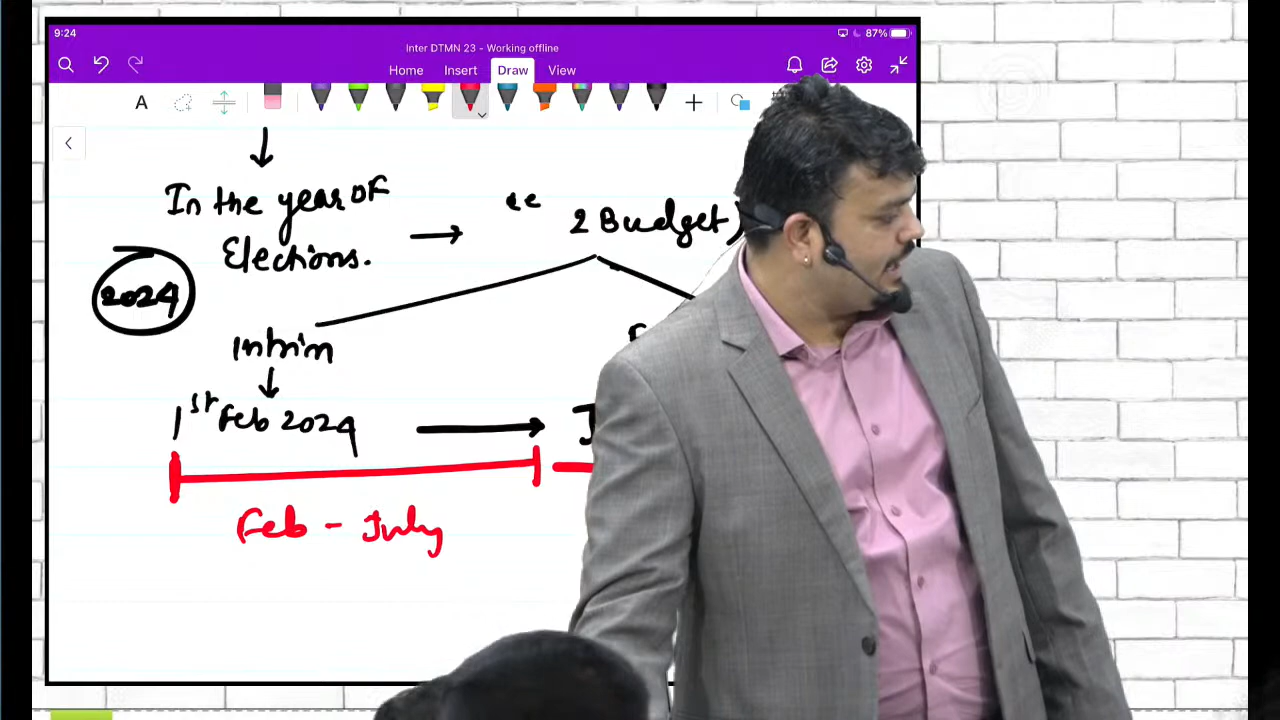 9:24
87%
Inter DTMN 23 - Working offline
Home Insert Draw View
A
In the year of
Elections. → 2 Budget
2024
Intrim
↓
1st Feb 2024 →
Feb - July